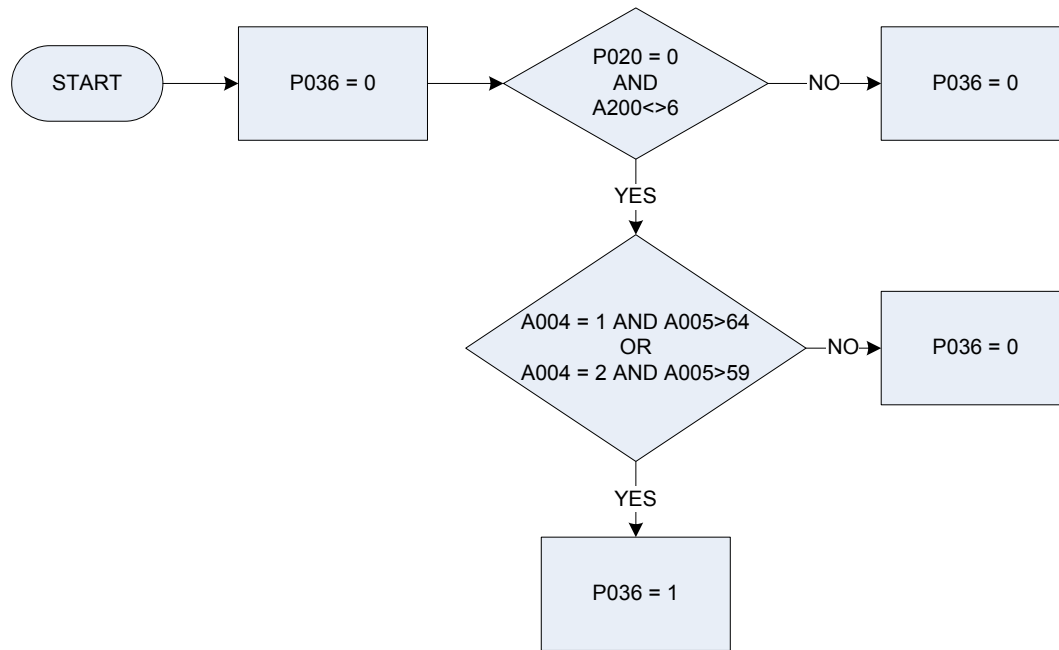 START
P036 = 0
P020 = 0
AND
A200<>6
NO
P036 = 0
YES
A004 = 1 AND A005>64
OR
A004 = 2 AND A005>59
NO
P036 = 0
YES
P036 = 1